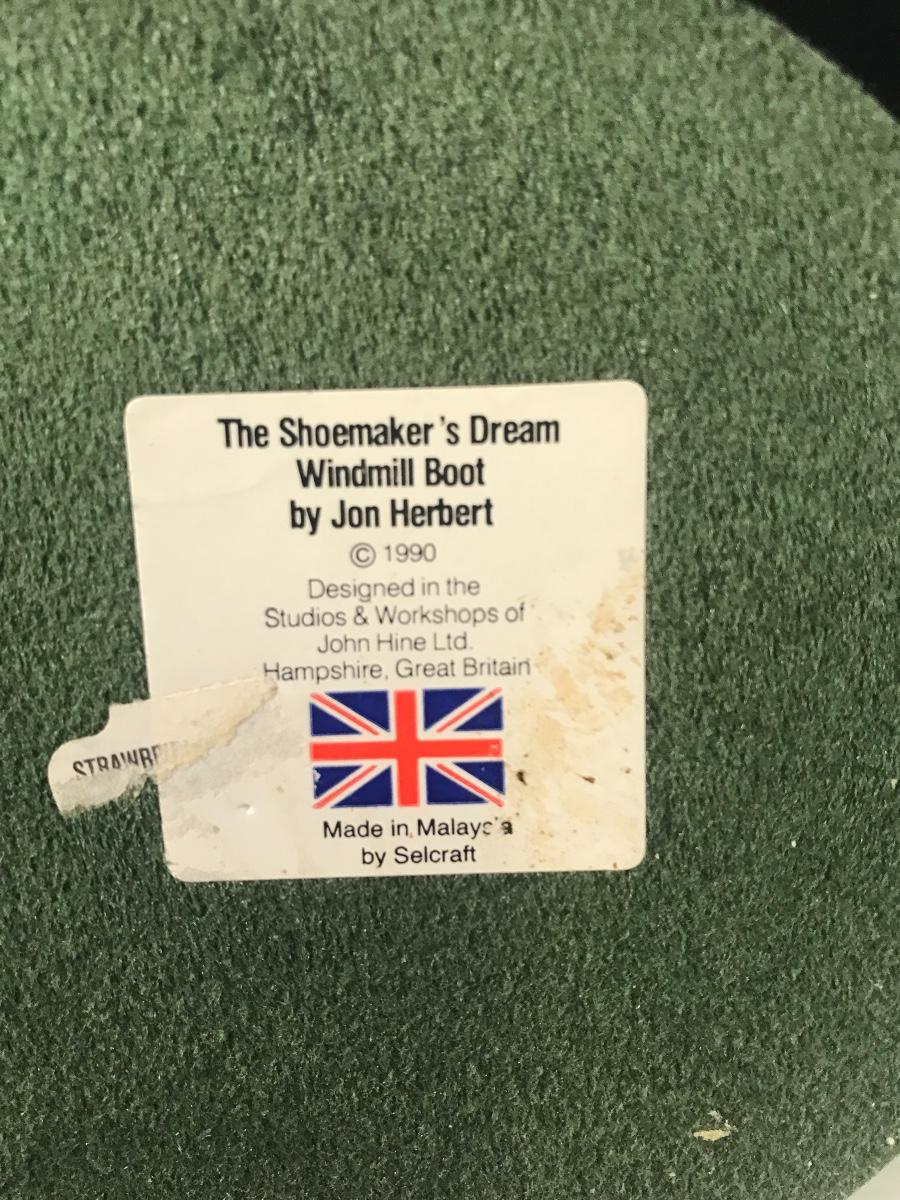 The Shoemaker's Dream
Windmill Boot
by Jon Herbert
© 1990
Designed in the
Studios & Workshops of
John Hine Ltd.
Hampshire, Great Britain
Made in Malaysia
by Selcraft